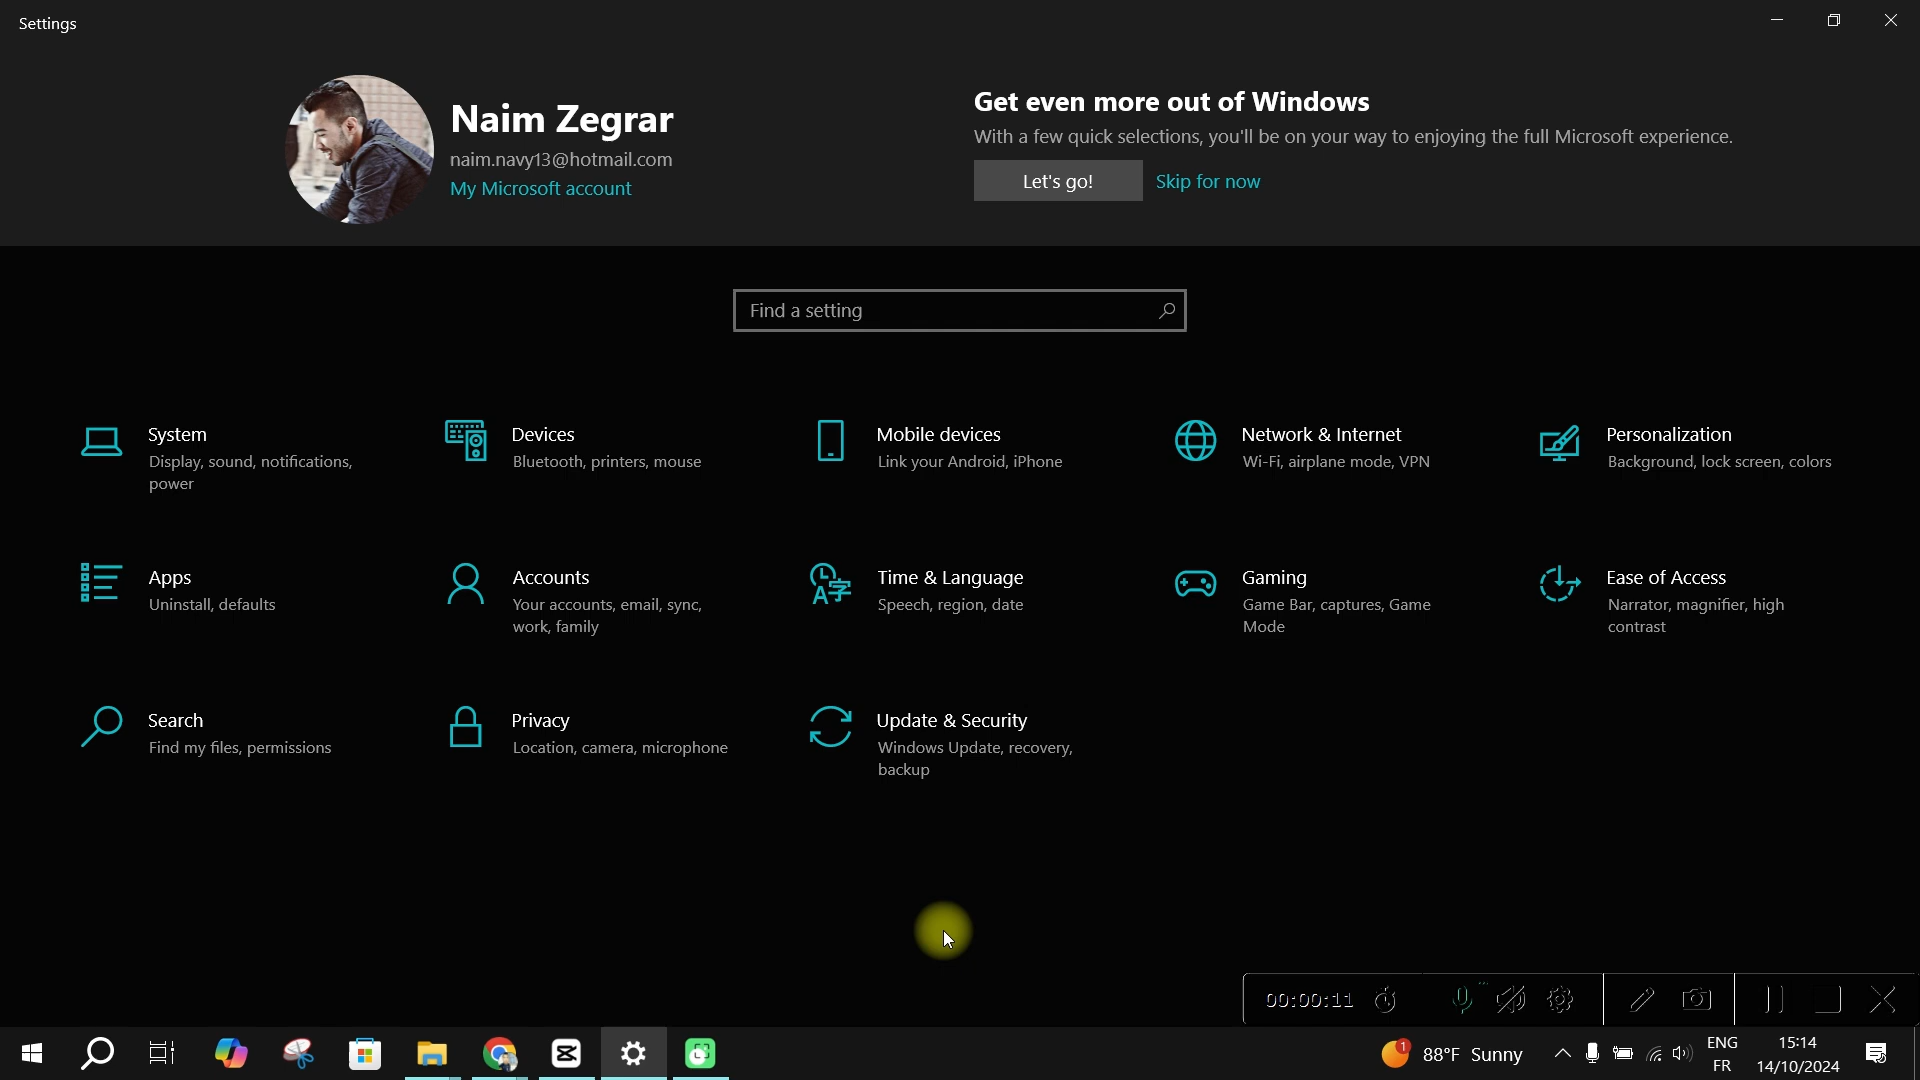 Settings
Naim Zegrar
naim.navy13@hotmail.com
My Microsoft account
Get even more out of Windows
With a few quick selections, you'll be on your way to enjoying the full Microsoft experience.
Let's go!
Skip for now
Find a setting
System
Display, sound, notifications,
power
Devices
Bluetooth, printers, mouse
Mobile devices
Link your Android, iPhone
Network & Internet
Wi-Fi, airplane mode, VPN
Personalization
Background, lock screen, colors
Apps
Uninstall, defaults
Accounts
Your accounts, email, sync,
work, family
Time & Language
Speech, region, date
Gaming
Game Bar, captures, Game
Mode
Ease of Access
Narrator, magnifier, high
contrast
Search
Find my files, permissions
Privacy
Location, camera, microphone
Update & Security
Windows Update, recovery,
backup
00:00:11
1
88°F Sunny
ENG
FR
15:14
14/10/2024